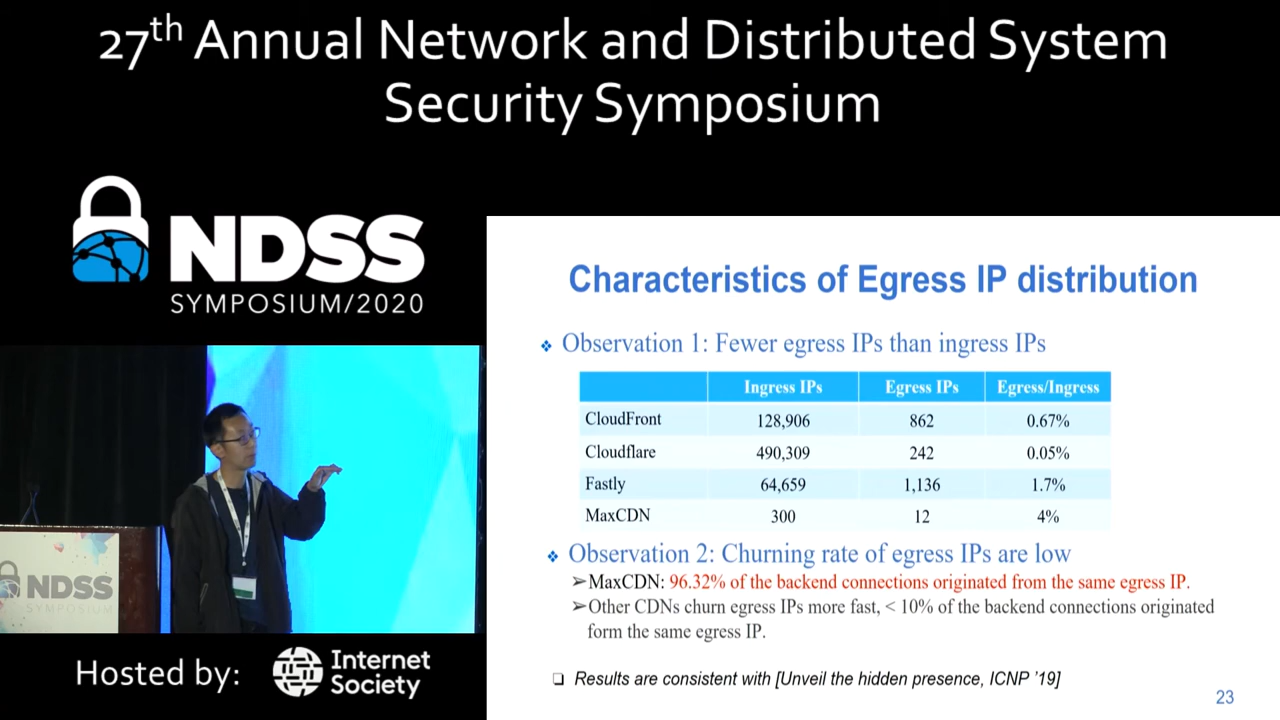 27th Annual Network and Distributed System
Security Symposium
NDSS
SYMPOSIUM/2020
Characteristics of Egress IP distribution
❖ Observation 1: Fewer egress IPs than ingress IPs
Ingress IPs Egress IPs Egress/Ingress
CloudFront 128,906 862 0.67%
Cloudflare 490,309 242 0.05%
Fastly 64,659 1,136 1.7%
MaxCDN 300 12 4%
❖ Observation 2: Churning rate of egress IPs are low
➢MaxCDN: 96.32% of the backend connections originated from the same egress IP.
➢Other CDNs churn egress IPs more fast, < 10% of the backend connections originated
form the same egress IP.
❑ Results are consistent with [Unveil the hidden presence, ICNP ’19]
23
NDSS
SYMPOSIUM
Hosted by:
Internet
Society